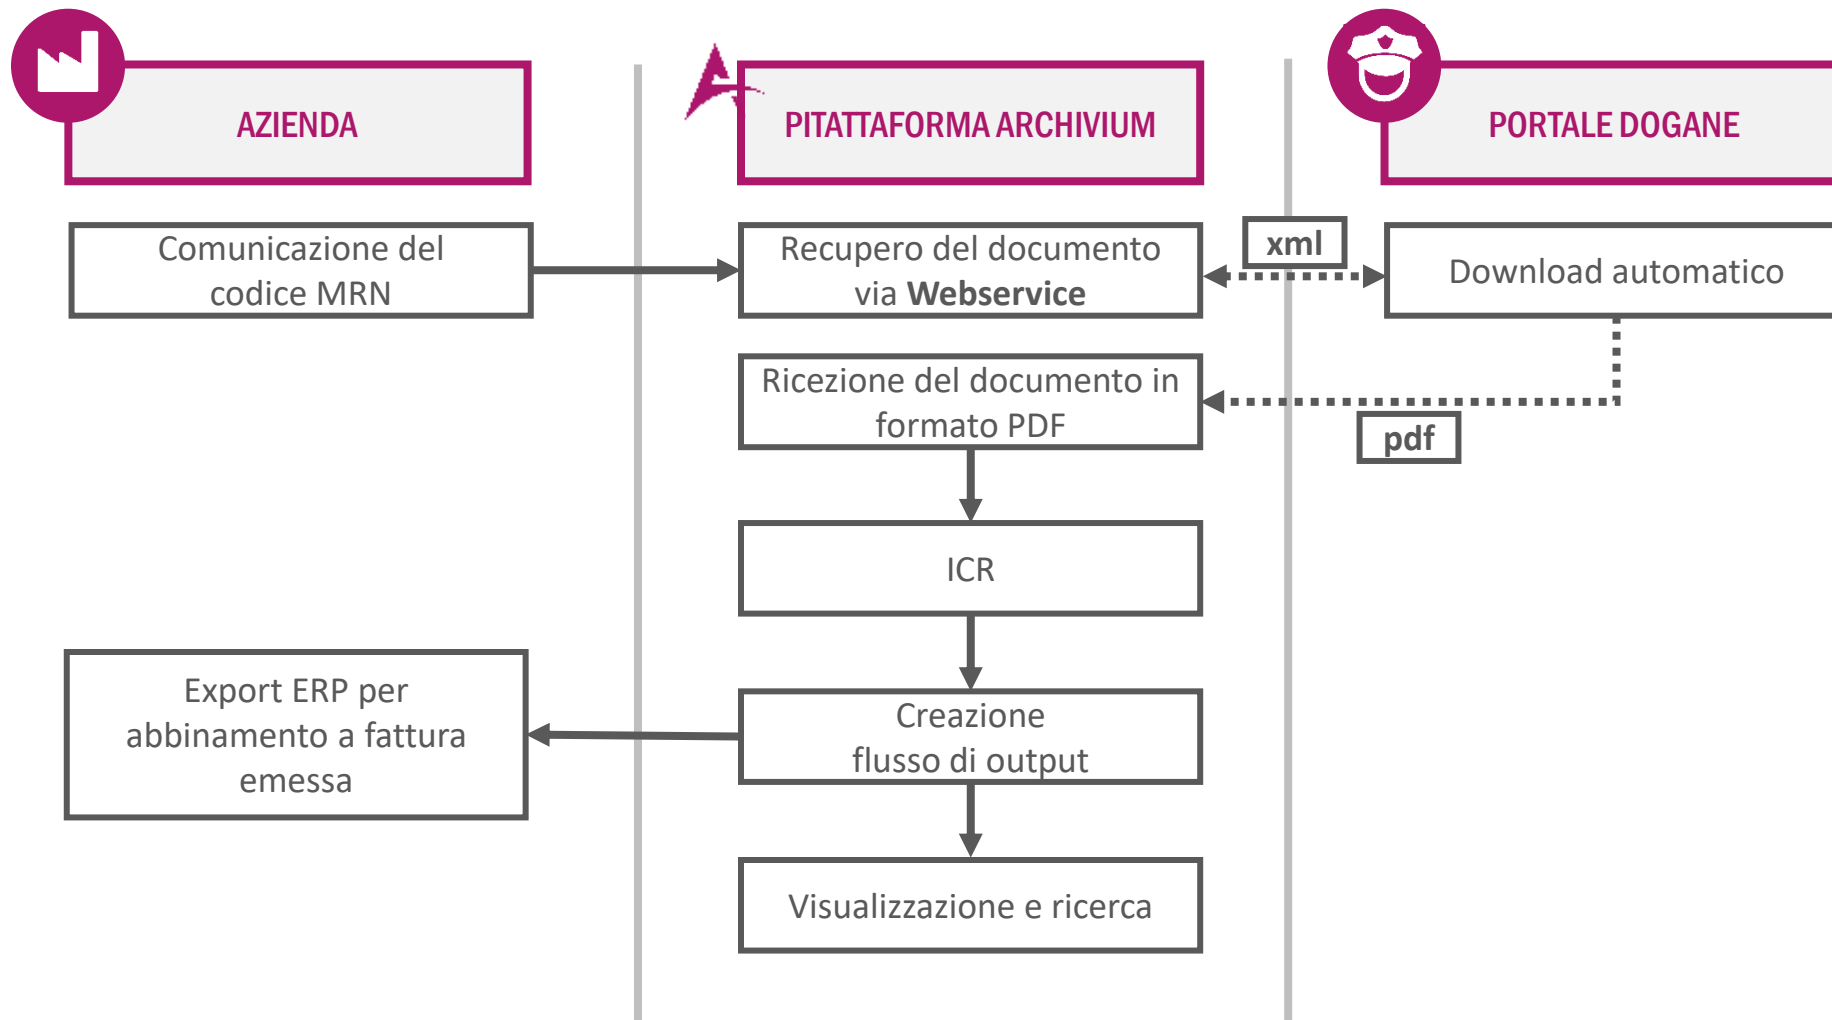 AZIENDA
PITATTAFORMA ARCHIVIUM
PORTALE DOGANE
Comunicazione del
codice MRN
Recupero del documento
via Webservice
xml
Download automatico
Ricezione del documento in
formato PDF
pdf
ICR
Export ERP per
abbinamento a fattura
emessa
Creazione
flusso di output
Visualizzazione e ricerca